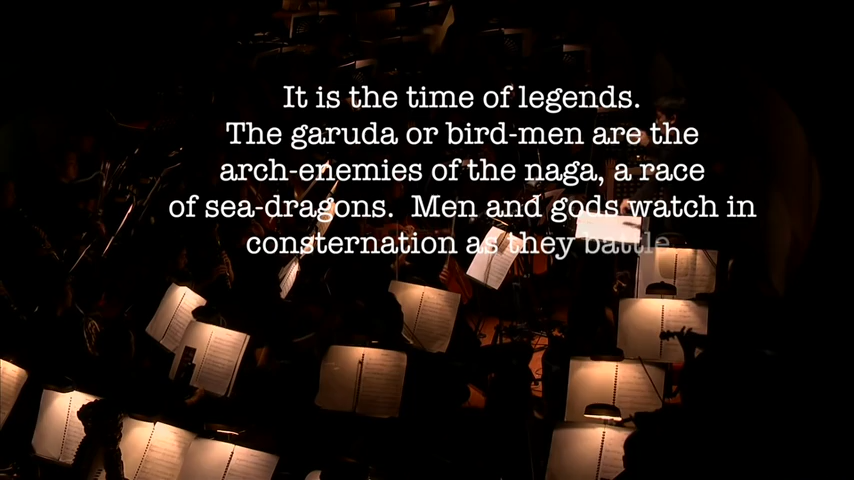 It is the time of legends.
The garuda or bird-men are the
arch-enemies of the naga, a race
of sea-dragons. Men and gods watch in
consternation as they battle